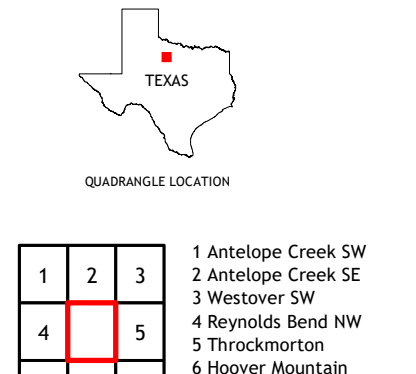 TEXAS
QUADRANGLE LOCATION
1 2 3
4 5
1 Antelope Creek SW
2 Antelope Creek SE
3 Westover SW
4 Reynolds Bend NW
5 Throckmorton
6 Hoover Mountain